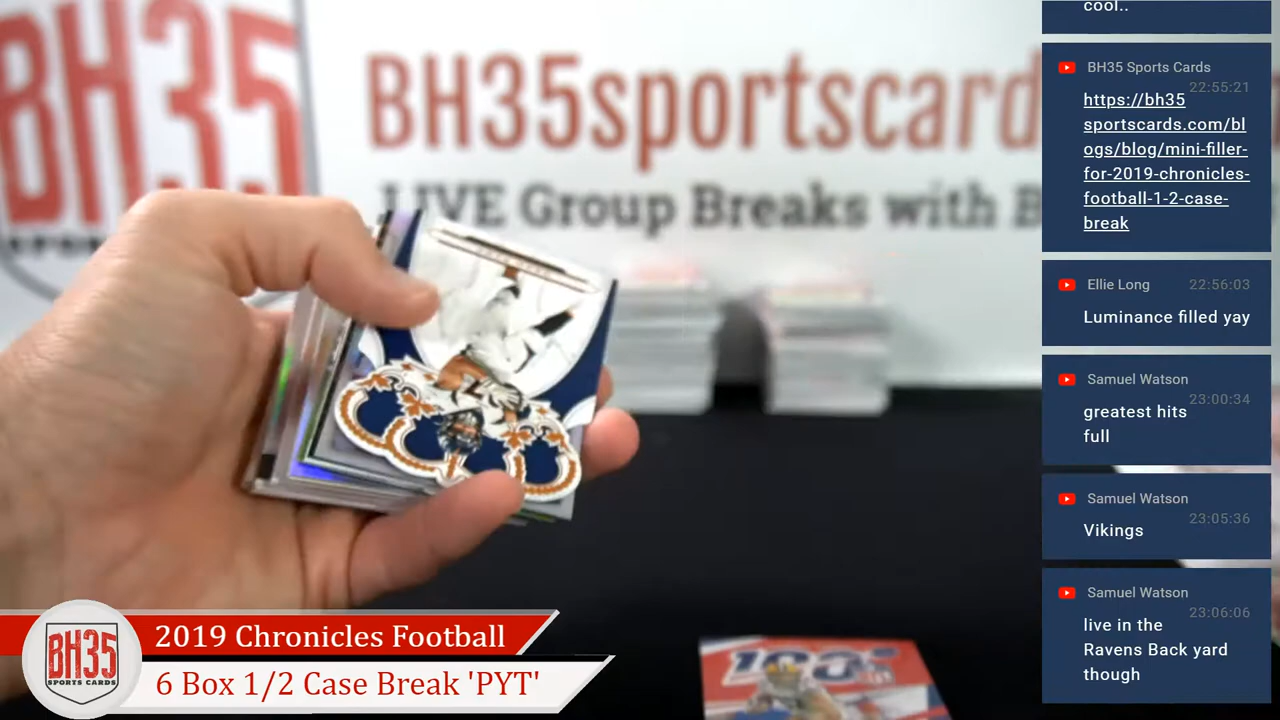 BH35
BH35sportscard
LIVE Group Breaks with B
cool..
BH35 Sports Cards
22:55:21
https://bh35
sportscards.com/bl
ogs/blog/mini-filler-
for-2019-chronicles-
football-1-2-case-
break
Ellie Long 22:56:03
Luminance filled yay
Samuel Watson
23:00:34
greatest hits
full
Samuel Watson
23:05:36
Vikings
Samuel Watson
23:06:06
live in the
Ravens Back yard
though
BH35
SPORTS CARDS
2019 Chronicles Football
6 Box 1/2 Case Break 'PYT'